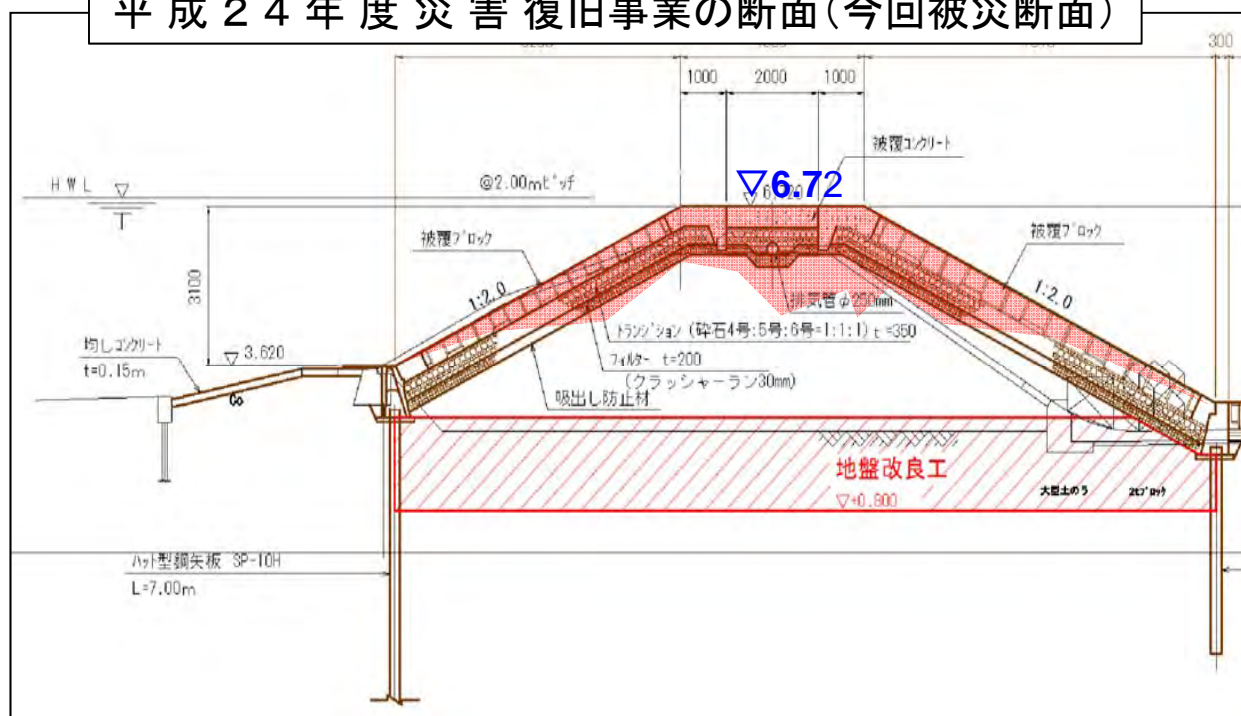 平成24年度災害復旧事業の断面(今回被災断面)
300
1000 2000 1000
被覆コンクリート
HWL
@2.00mピッチ
▽6.72
被覆ブロック
被覆ブロック
3100
1:2.0
1:2.0
排気管φ250mm
トランジション (砕石4号:5号:6号=1:1:1) t=350
均しコンクリート
t=0.15m
▽ 3.620
フィルター t=200
(クラッシャーラン30mm)
Co
吸出し防止材
地盤改良工
▽+0.800
大型土のう
2tブロック
ハット型鋼矢板 SP-10H
L=7.00m